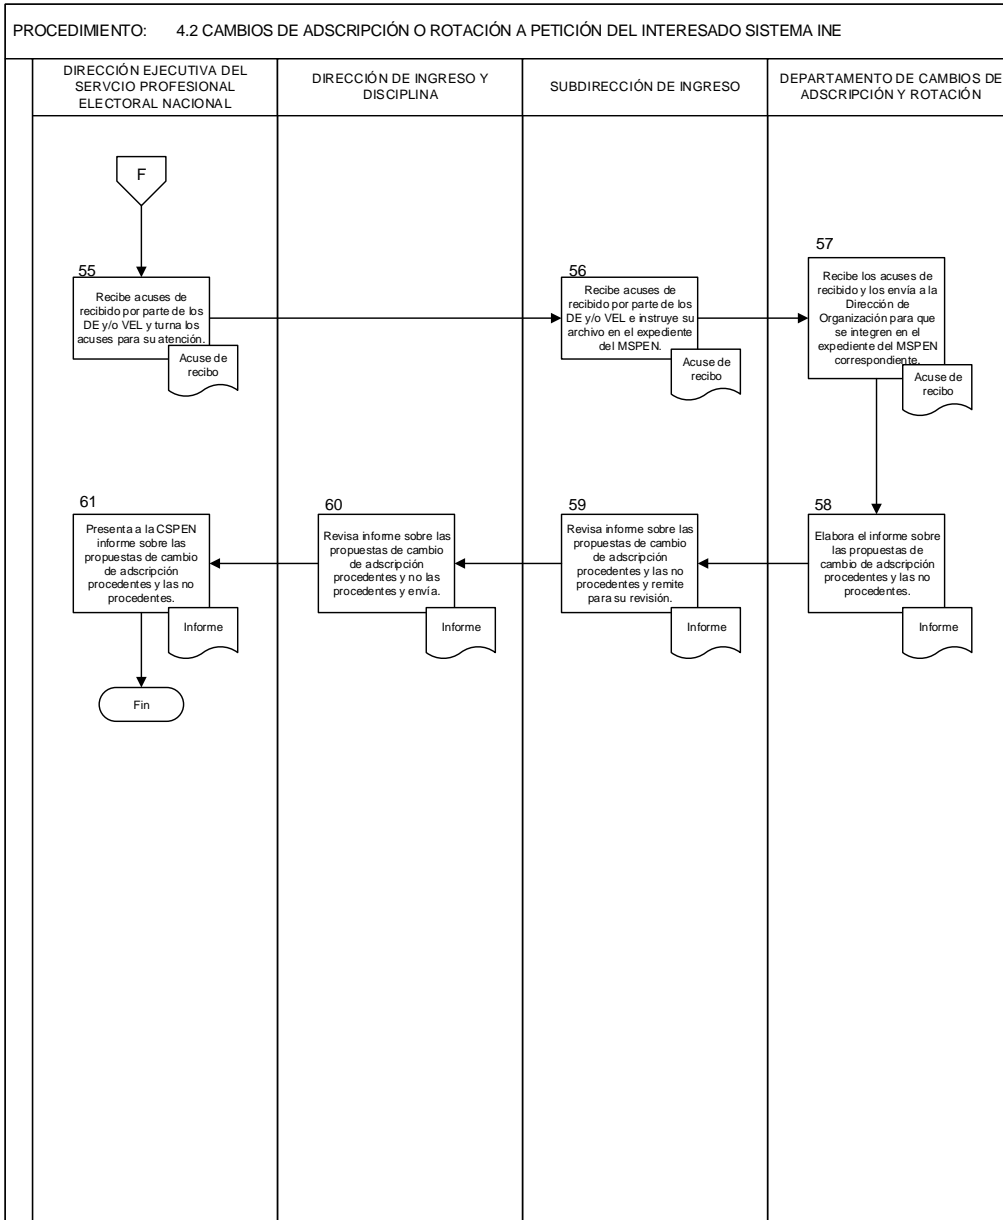 PROCEDIMIENTO: 4.2 CAMBIOS DE ADSCRIPCIÓN O ROTACIÓN A PETICIÓN DEL INTERESADO SISTEMA INE
DIRECCIÓN EJECUTIVA DEL
SERVCIO PROFESIONAL
ELECTORAL NACIONAL
DIRECCIÓN DE INGRESO Y
DISCIPLINA
SUBDIRECCIÓN DE INGRESO
DEPARTAMENTO DE CAMBIOS DE
ADSCRIPCIÓN Y ROTACIÓN
F
55
Recibe acuses de
recibido por parte de los
DE y/o VEL y turna los
acuses para su atención.
Acuse de
recibo
56
Recibe acuses de
recibido por parte de los
DE y/o VEL e instruye su
archivo en el expediente
del MSPEN.
Acuse de
recibo
57
Recibe los acuses de
recibido y los envía a la
Dirección de
Organización para que
se integren en el
expediente del MSPEN
correspondiente.
Acuse de
recibo
61
Presenta a la CSPEN
informe sobre las
propuestas de cambio
de adscripción
procedentes y las no
procedentes.
Informe
60
Revisa informe sobre las
propuestas de cambio
de adscripción
procedentes y no las
procedentes y envía.
Informe
59
Revisa informe sobre las
propuestas de cambio
de adscripción
procedentes y las no
procedentes y remite
para su revisión.
Informe
58
Elabora el informe sobre
las propuestas de
cambio de adscripción
procedentes y las no
procedentes.
Informe
Fin